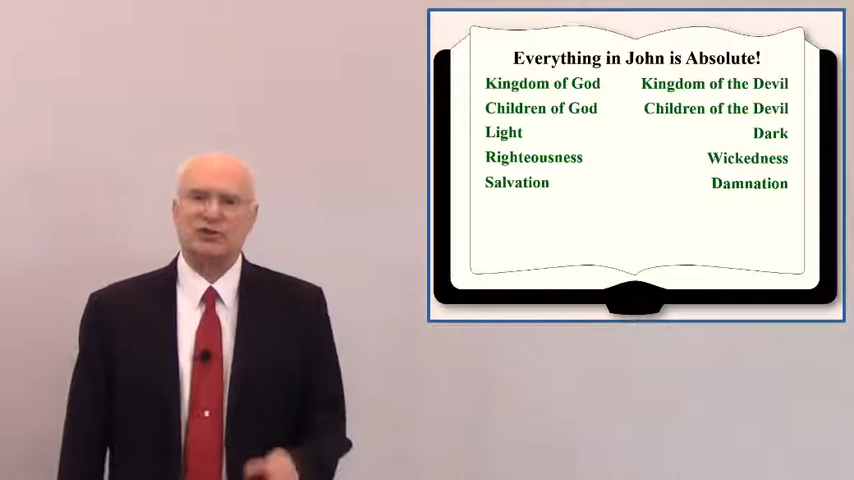 Everything in John is Absolute!
Kingdom of God Kingdom of the Devil
Children of God Children of the Devil
Light Dark
Righteousness Wickedness
Salvation Damnation